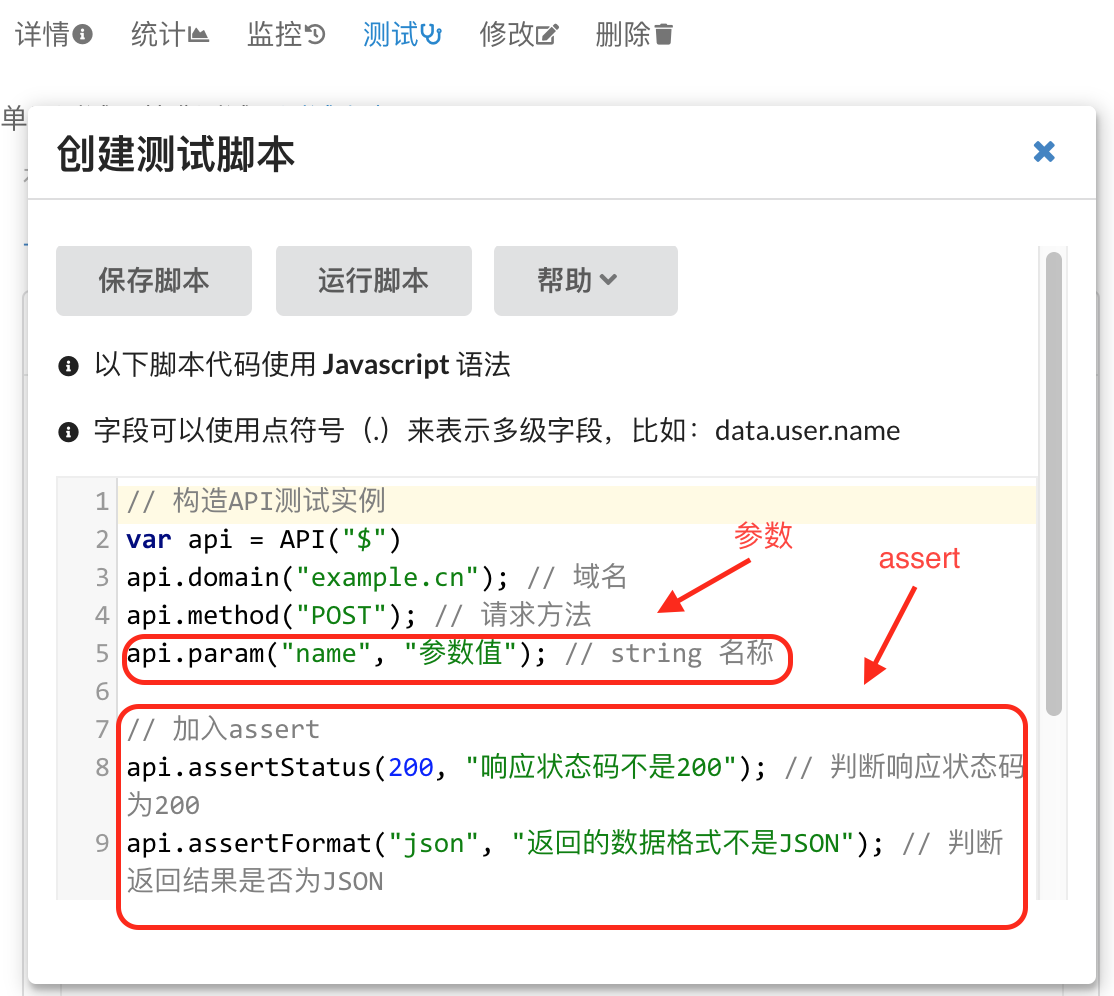 详情 统计 监控 测试 修改 删除
单
创建测试脚本
保存脚本 运行脚本 帮助
以下脚本代码使用 Javascript 语法
字段可以使用点符号（.）来表示多级字段，比如：data.user.name
1 // 构造API测试实例
参数
2 var api = API("$")
assert
3 api.domain("example.cn"); // 域名
4 api.method("POST"); // 请求方法
5 api.param("name", "参数值"); // string 名称
6
7 // 加入assert
8 api.assertStatus(200, "响应状态码不是200"); // 判断响应状态码
为200
9 api.assertFormat("json", "返回的数据格式不是JSON"); // 判断
返回结果是否为JSON